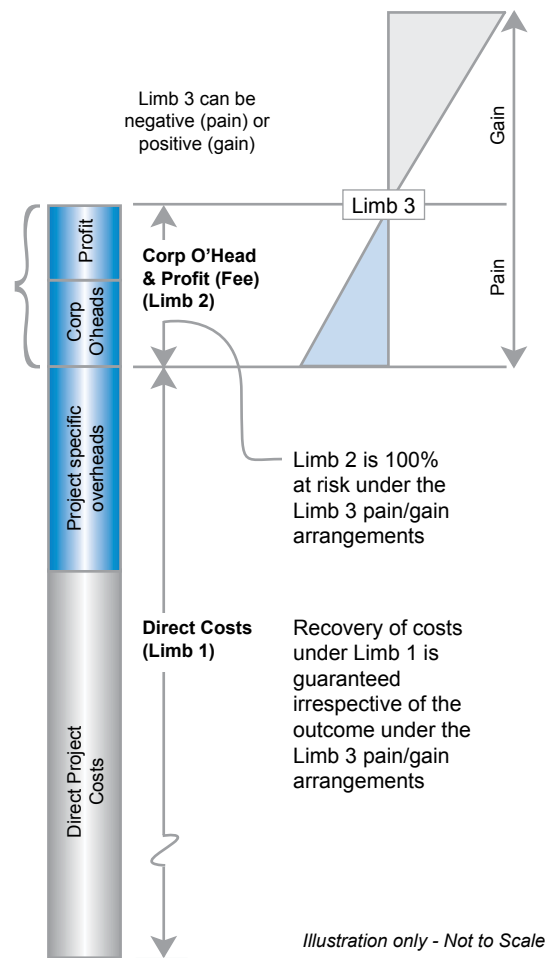 Limb 3 can be
negative (pain) or
positive (gain)
Gain
Limb 3
Pain
Profit
Corp
O'heads
Corp O'Head
& Profit (Fee)
(Limb 2)
Project specific
overheads
Limb 2 is 100%
at risk under the
Limb 3 pain/gain
arrangements
Direct Costs
(Limb 1)
Recovery of costs
under Limb 1 is
guaranteed
irrespective of the
outcome under the
Limb 3 pain/gain
arrangements
Direct Project
Costs
Illustration only - Not to Scale